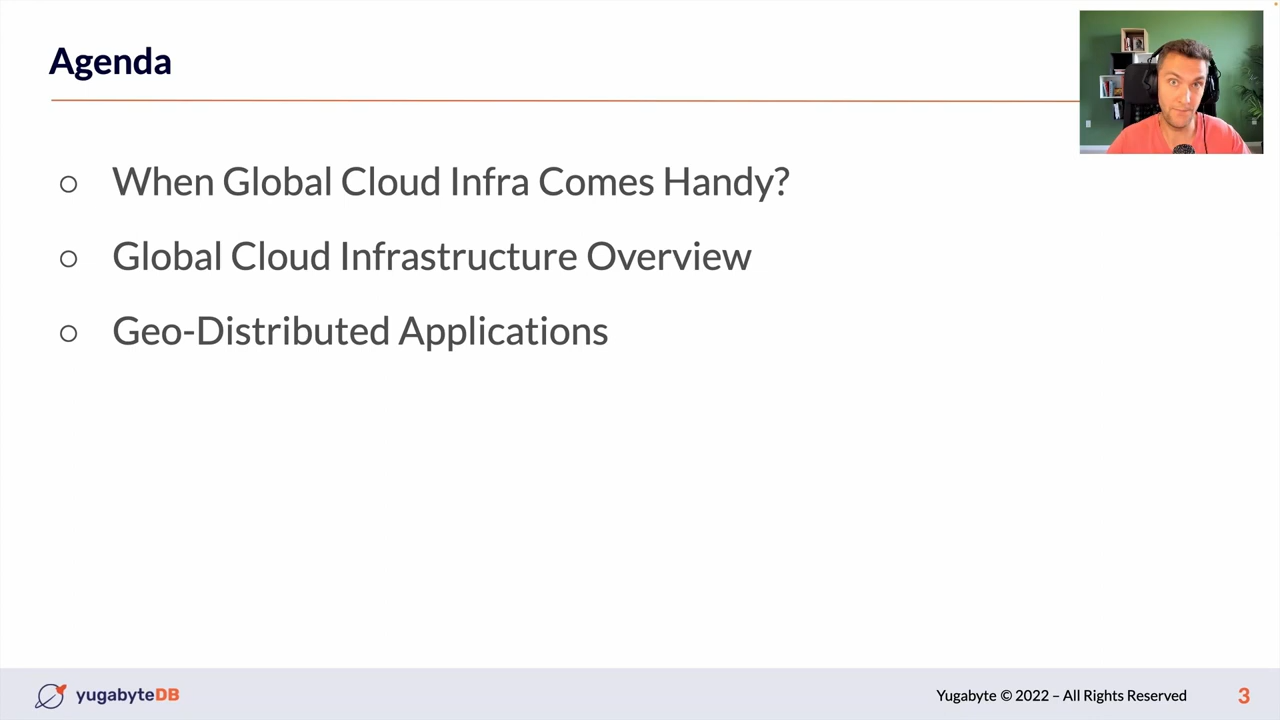 Agenda
○ When Global Cloud Infra Comes Handy?
○ Global Cloud Infrastructure Overview
○ Geo-Distributed Applications
yugabyteDB
Yugabyte © 2022 – All Rights Reserved
3